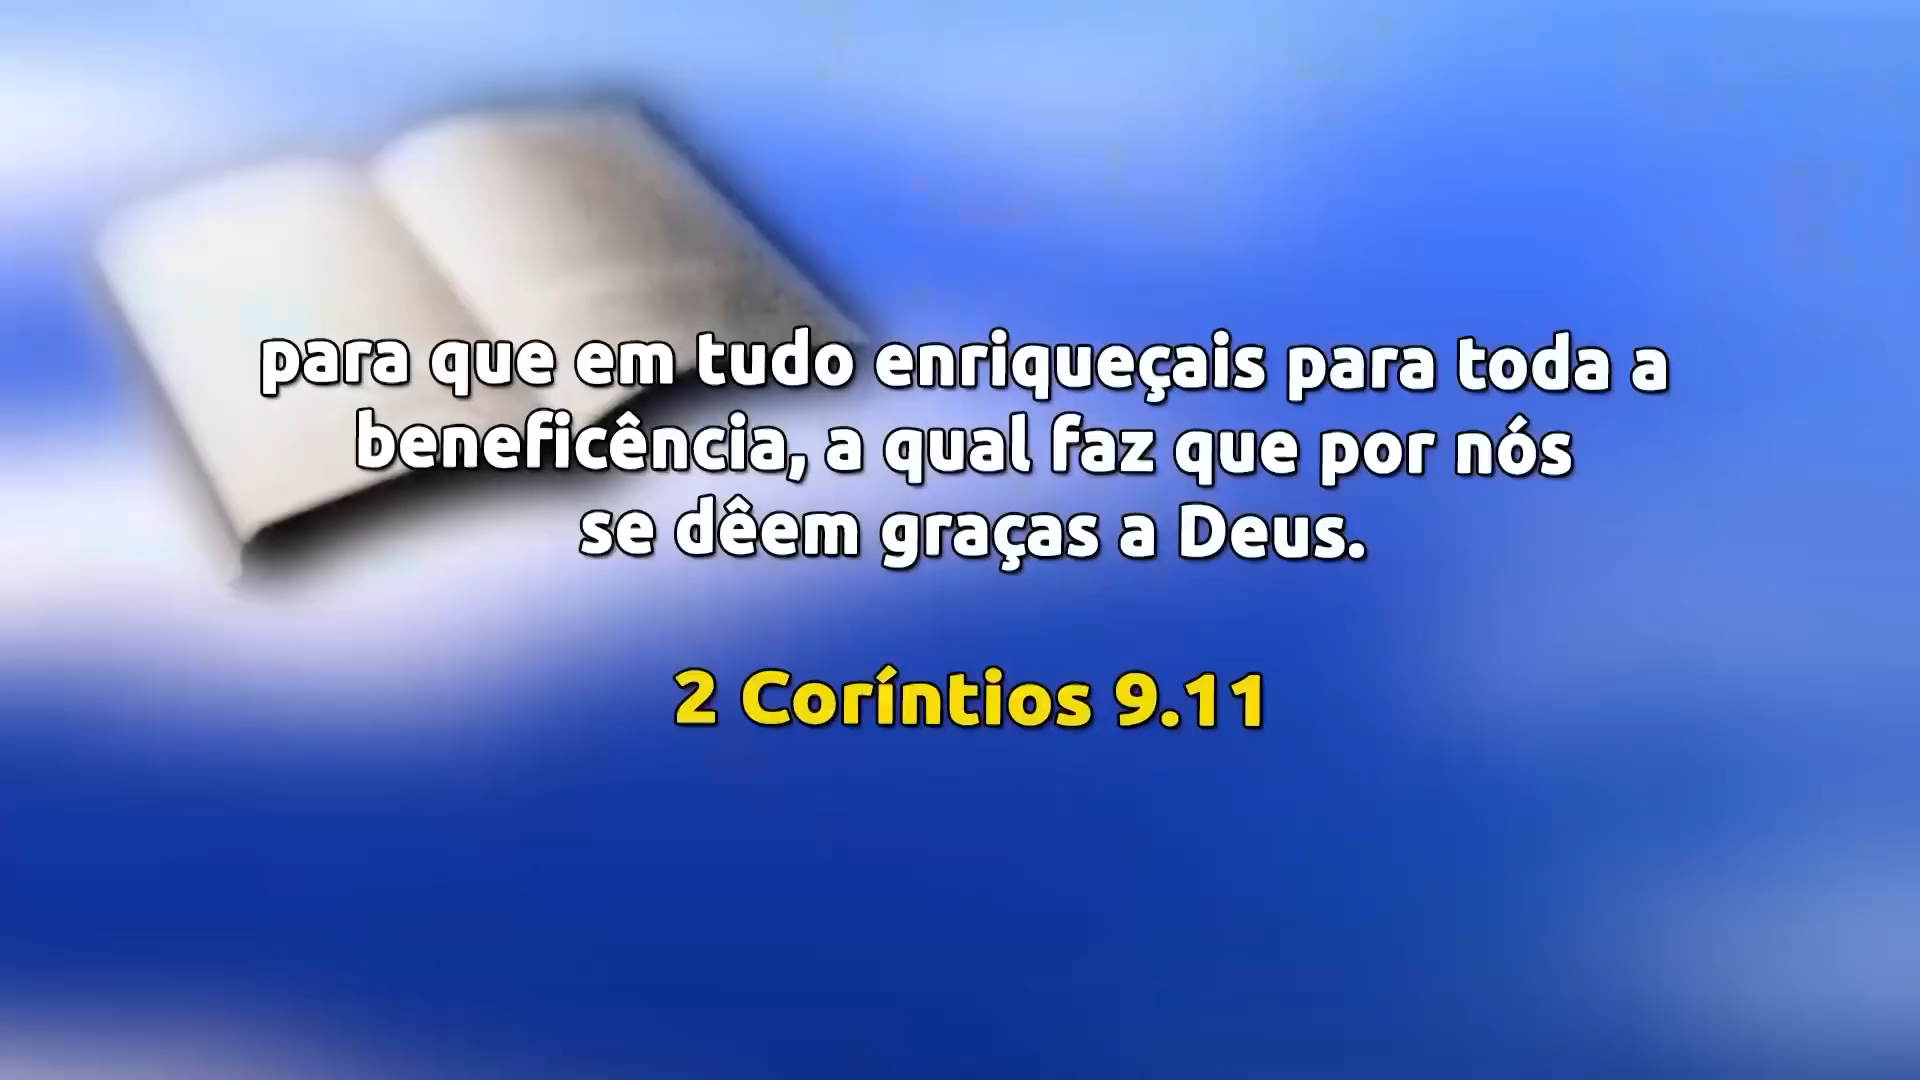 para que em tudo enriqueçais para toda a
beneficência, a qual faz que por nós
se dêem graças a Deus.
2 Coríntios 9.11